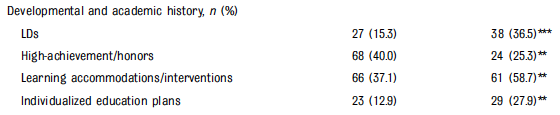 Developmental and academic history, n (%)
LDs 27 (15.3) 38 (36.5)***
High-achievement/honors 68 (40.0) 24 (25.3)**
Learning accommodations/interventions 66 (37.1) 61 (58.7)**
Individualized education plans 23 (12.9) 29 (27.9)**